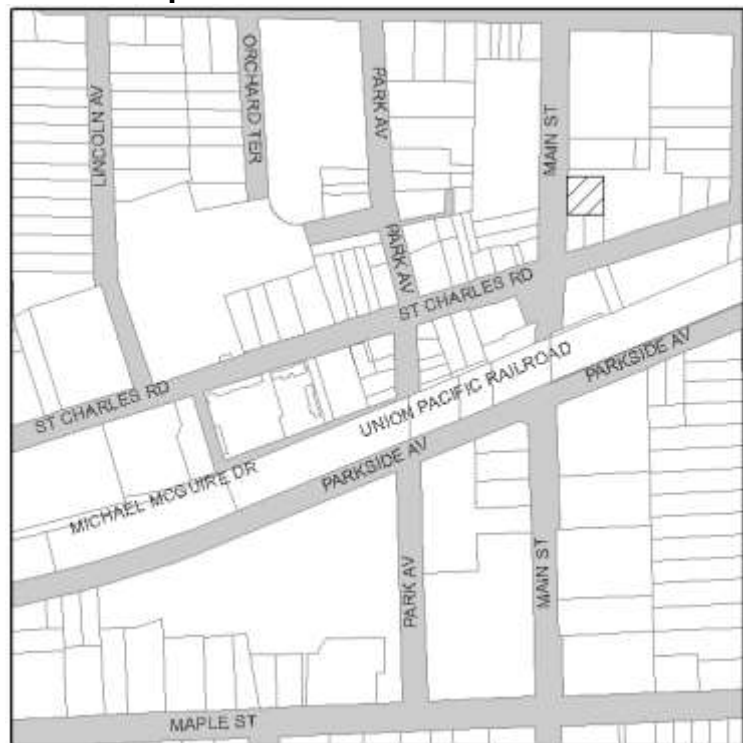 LINCOLN AV
ORCHARD TER
PARK AV
MAIN ST
PARK AV
ST CHARLES RD
UNION PACIFIC RAILROAD
PARKSIDE AV
ST CHARLES RD
MICHAEL MCGUIRE DR
PARKSIDE AV
PARK AV
MAIN ST
MAPLE ST